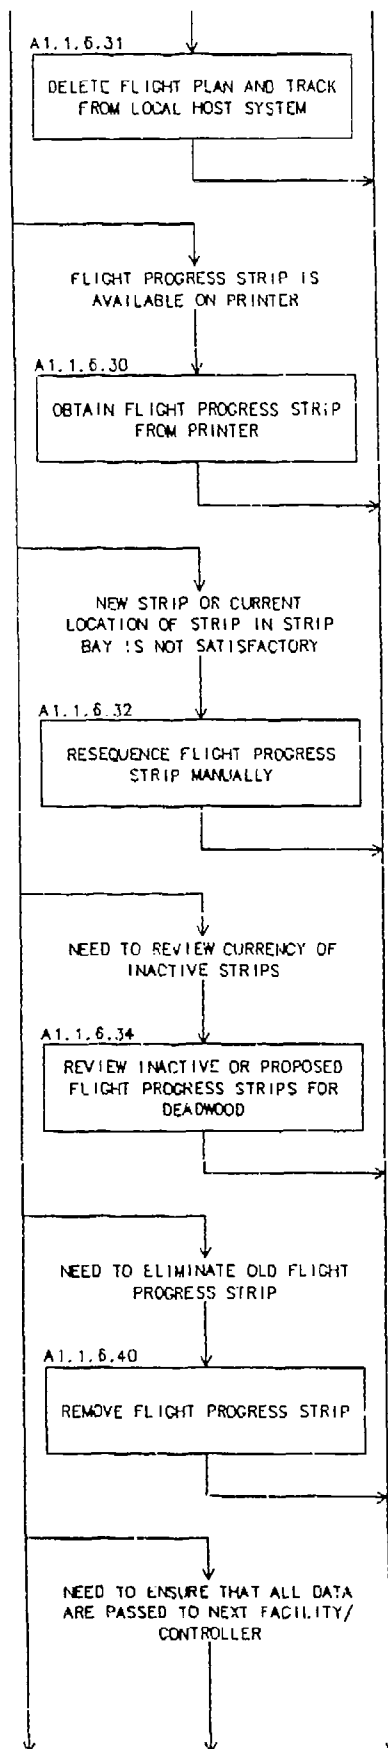 A1.1.6.31
DELETE FLIGHT PLAN AND TRACK
FROM LOCAL HOST SYSTEM
FLIGHT PROGRESS STRIP IS
AVAILABLE ON PRINTER
A1.1.6.30
OBTAIN FLIGHT PROGRESS STRIP
FROM PRINTER
NEW STRIP OR CURRENT
LOCATION OF STRIP IN STRIP
BAY IS NOT SATISFACTORY
A1.1.6.32
RESEQUENCE FLIGHT PROGRESS
STRIP MANUALLY
NEED TO REVIEW CURRENCY OF
INACTIVE STRIPS
A1.1.6.34
REVIEW INACTIVE OR PROPOSED
FLIGHT PROGRESS STRIPS FOR
DEADWOOD
NEED TO ELIMINATE OLD FLIGHT
PROGRESS STRIP
A1.1.6.40
REMOVE FLIGHT PROGRESS STRIP
NEED TO ENSURE THAT ALL DATA
ARE PASSED TO NEXT FACILITY/
CONTROLLER